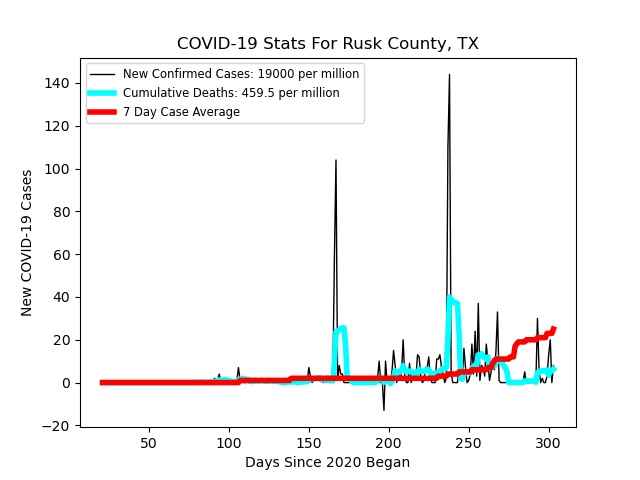 COVID-19 Stats For Rusk County, TX
New Confirmed Cases: 19000 per million
Cumulative Deaths: 459.5 per million
7 Day Case Average
New COVID-19 Cases
140
120
100
80
60
40
20
0
−20
50 100 150 200 250 300
Days Since 2020 Began